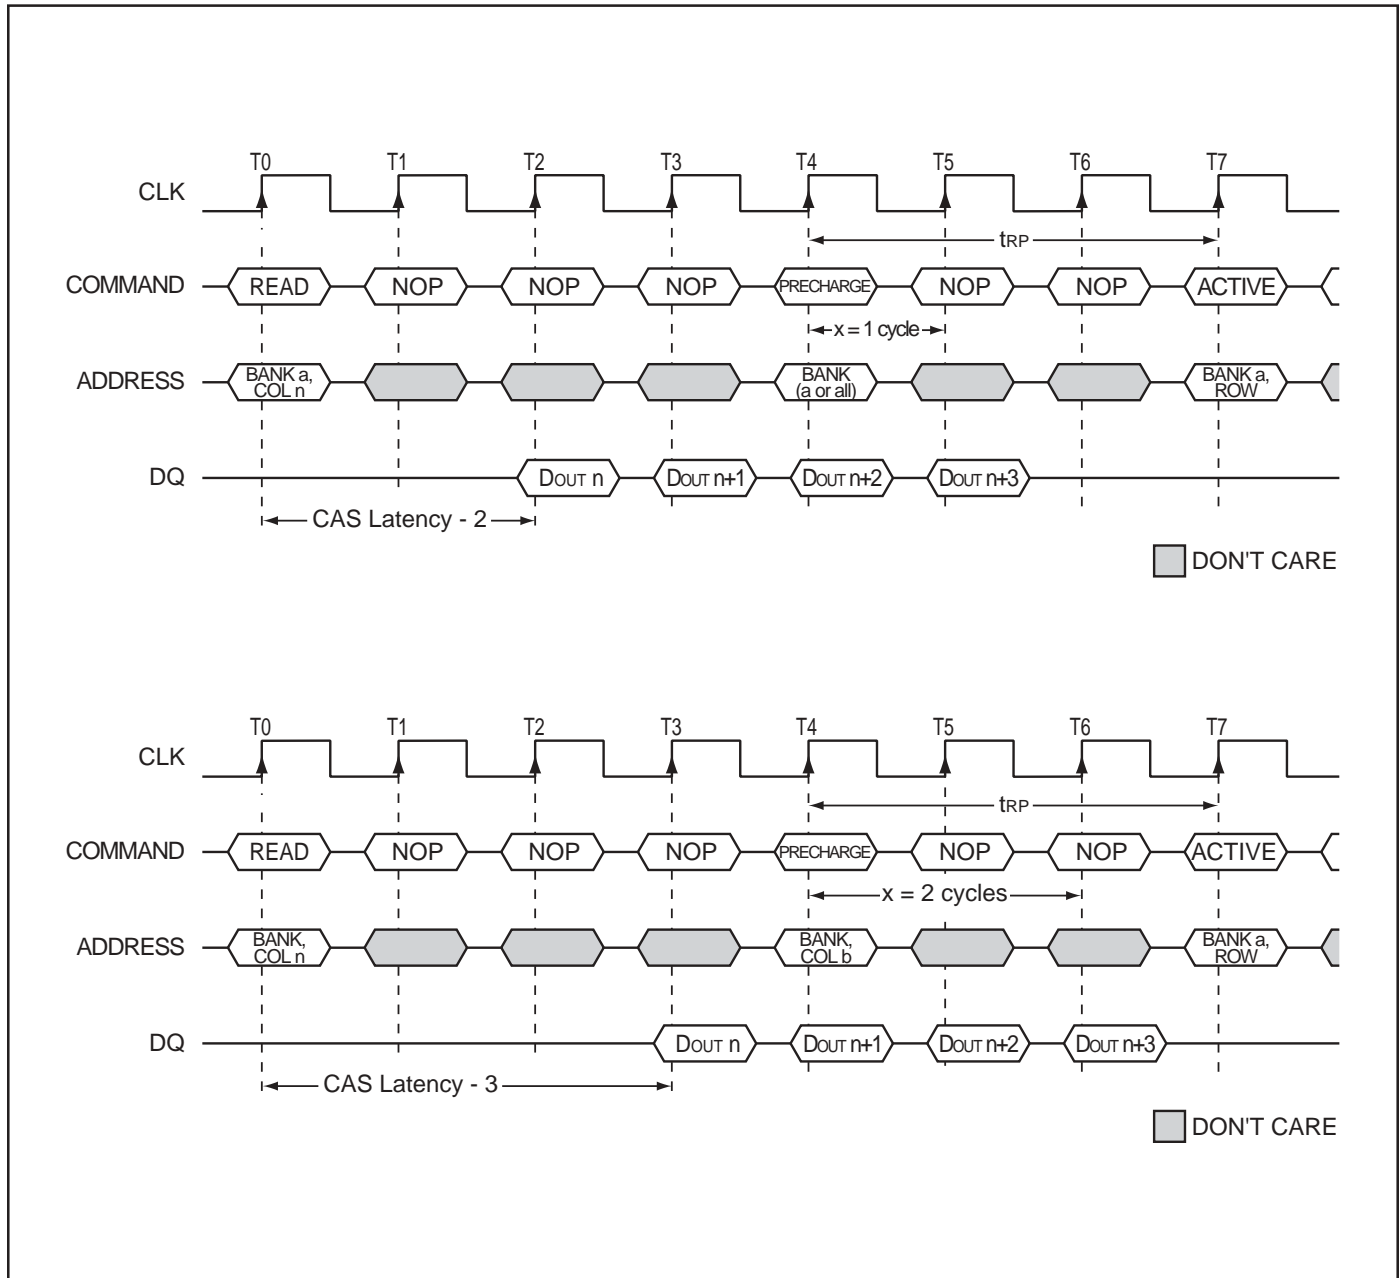 T0 T1 T2 T3 T4 T5 T6 T7
CLK
tRP
COMMAND READ NOP NOP NOP PRECHARGE NOP NOP ACTIVE
x = 1 cycle
ADDRESS BANK a, COL n BANK (a or all) BANK a, ROW
DQ DOUT n DOUT n+1 DOUT n+2 DOUT n+3
CAS Latency - 2
DON'T CARE
T0 T1 T2 T3 T4 T5 T6 T7
CLK
tRP
COMMAND READ NOP NOP NOP PRECHARGE NOP NOP ACTIVE
x = 2 cycles
ADDRESS BANK, COL n BANK, COL b BANK a, ROW
DQ DOUT n DOUT n+1 DOUT n+2 DOUT n+3
CAS Latency - 3
DON'T CARE